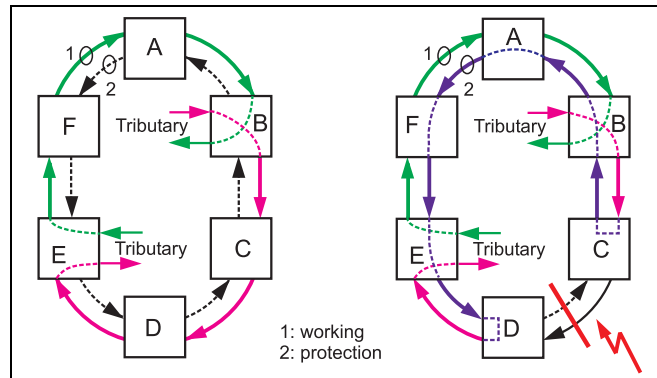 A
1
2
F
B
Tributary
E
Tributary
C
D
1: working
2: protection
A
1
2
F
B
Tributary
E
Tributary
C
D